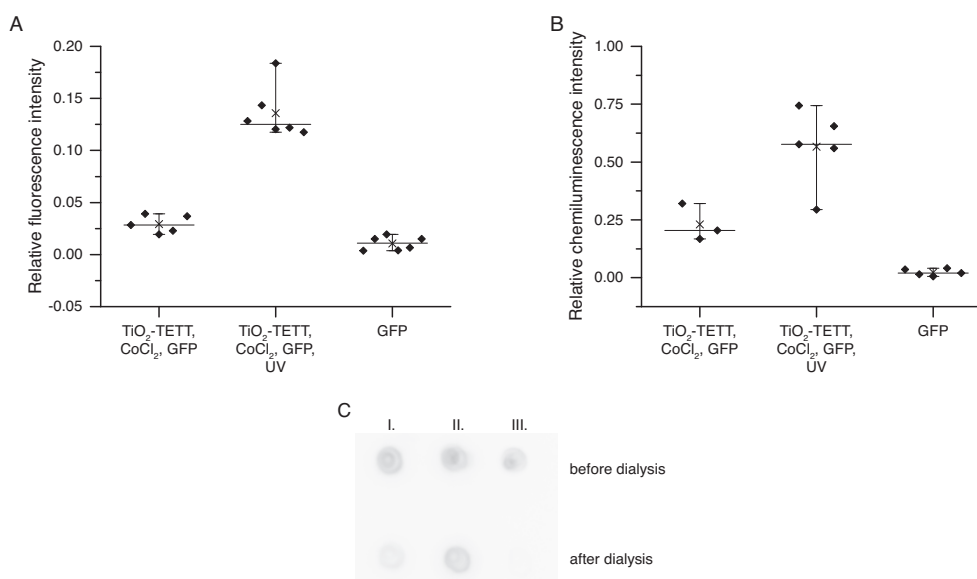 A
Relative fluorescence intensity
0.20
0.15
0.10
0.05
0.00
-0.05
TiO₂-TETT,
CoCl₂, GFP
TiO₂-TETT,
CoCl₂, GFP,
UV
GFP
B
Relative chemiluminescence intensity
1.00
0.75
0.50
0.25
0.00
TiO₂-TETT,
CoCl₂, GFP
TiO₂-TETT,
CoCl₂, GFP,
UV
GFP
C
I. II. III.
before dialysis
after dialysis